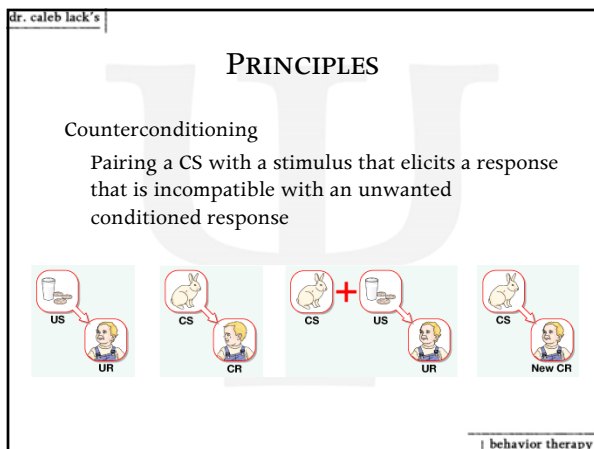 dr. caleb lack's
PRINCIPLES
Counterconditioning
Pairing a CS with a stimulus that elicits a response
that is incompatible with an unwanted
conditioned response
US
UR
CS
CR
CS + US
UR
CS
New CR
behavior therapy